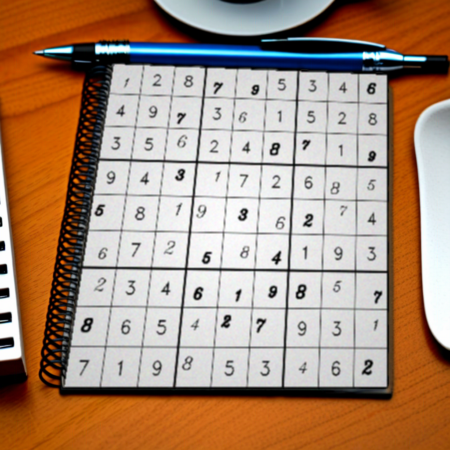 1 2 8 7 9 5 3 4 6
4 9 7 3 6 1 5 2 8
3 5 6 2 4 8 7 1 9
9 4 3 1 7 2 6 8 5
5 8 1 9 3 6 2 7 4
6 7 2 5 8 4 1 9 3
2 3 4 6 1 9 8 5 7
8 6 5 4 2 7 9 3 1
7 1 9 8 5 3 4 6 2